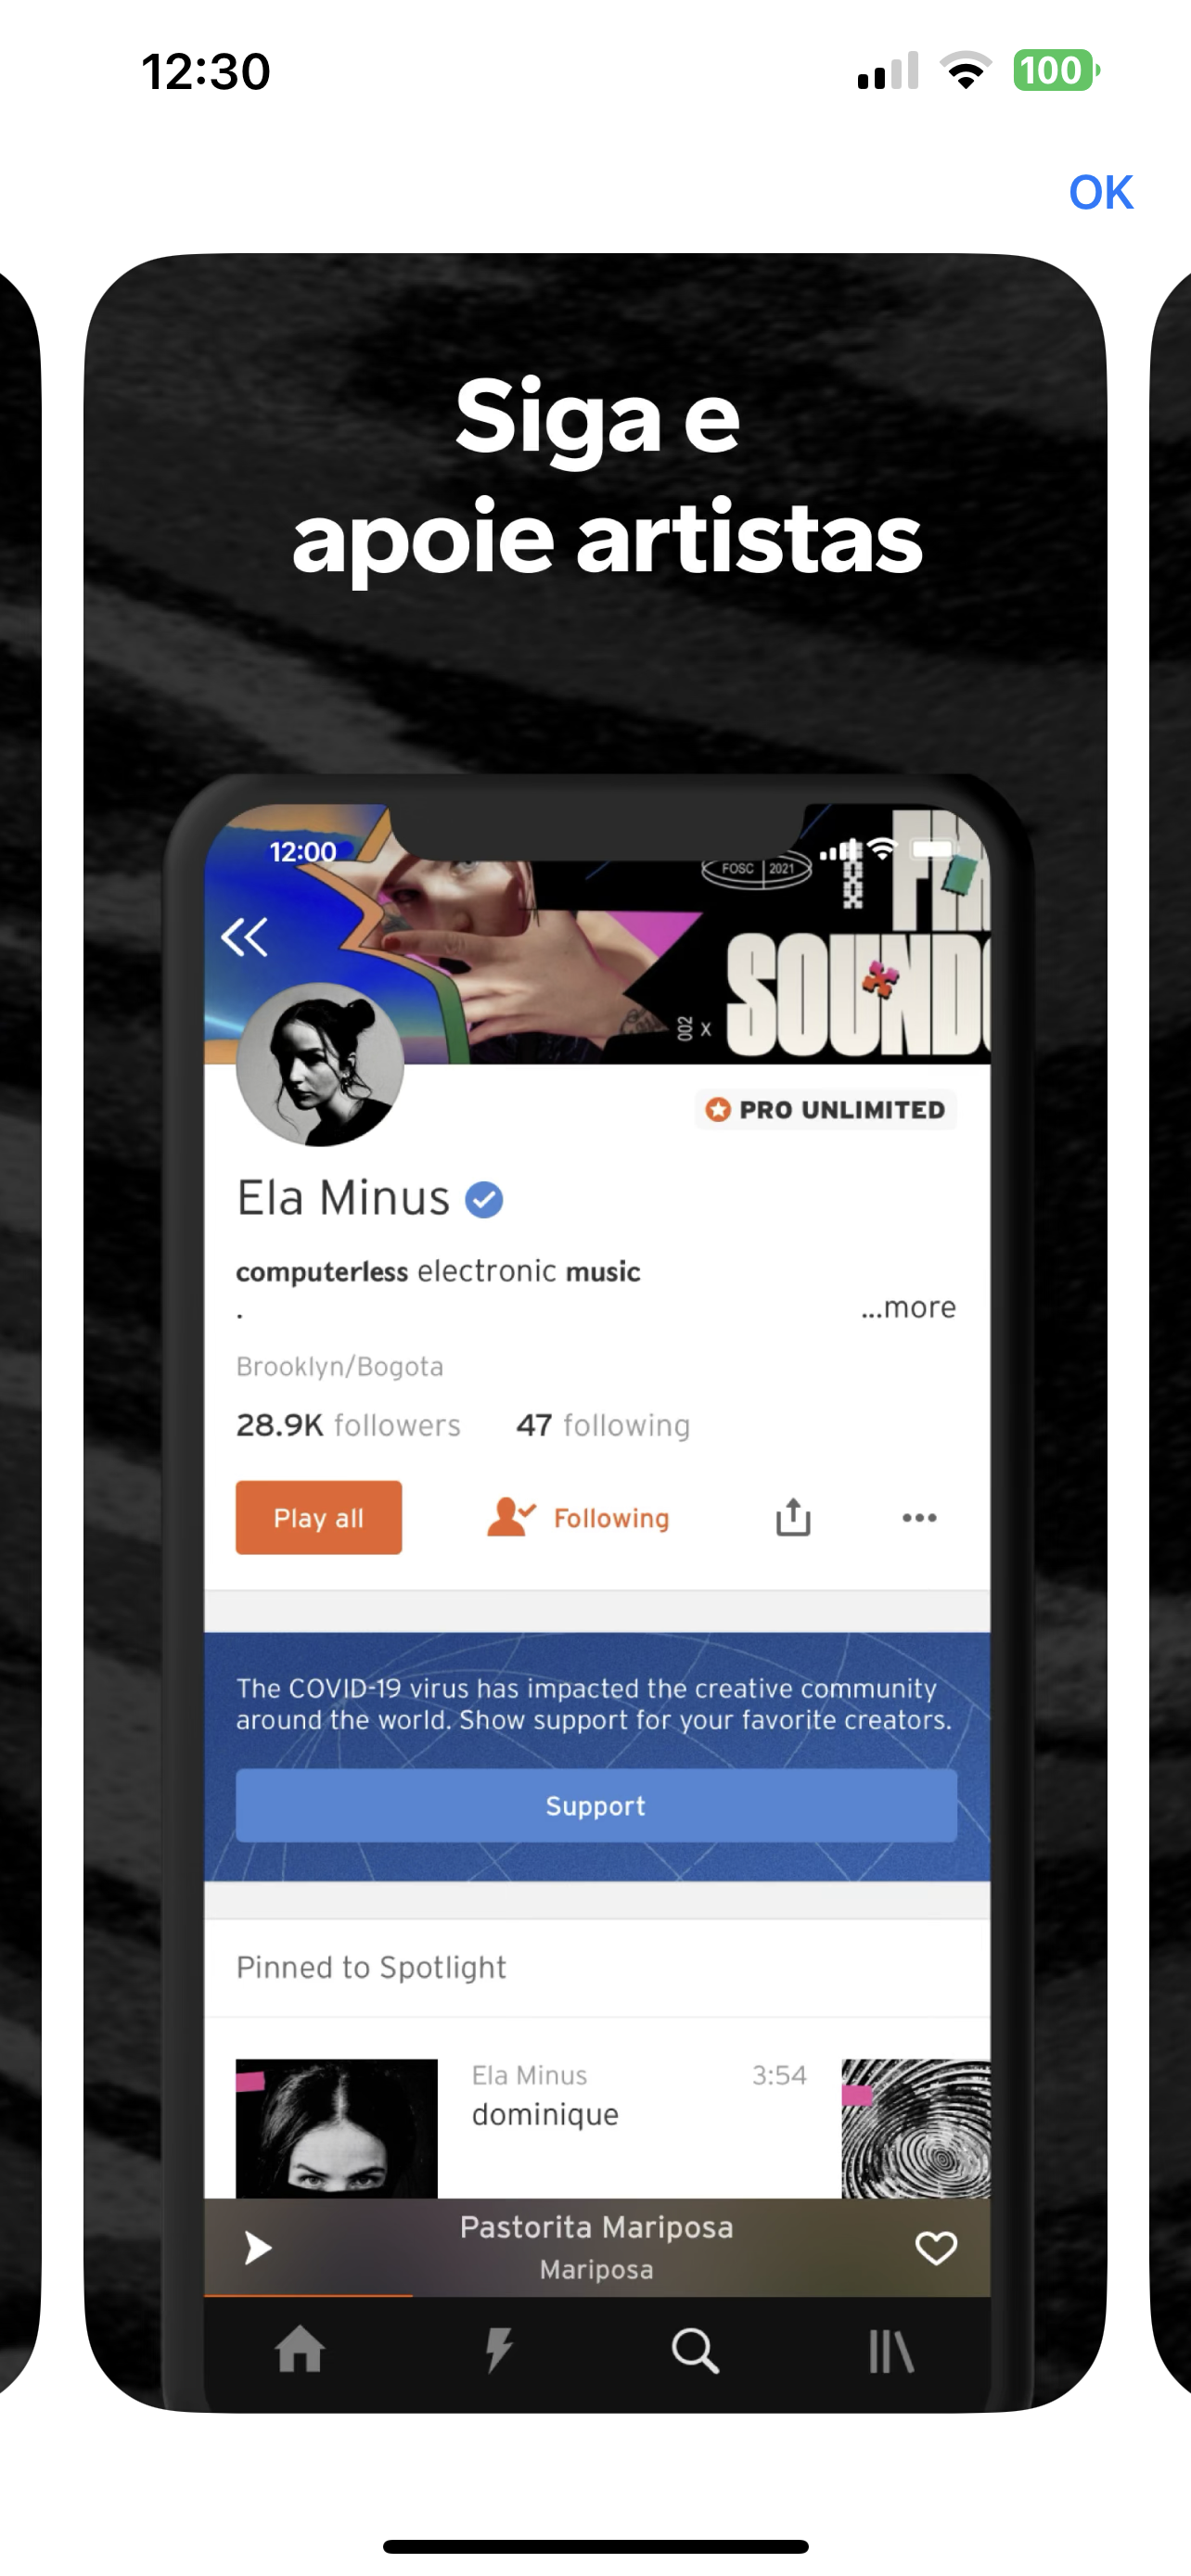 12:30
100
OK
Siga e
apoie artistas
12:00
FOSC 2021
002 X
PRO UNLIMITED
Ela Minus
computerless electronic music
.
...more
Brooklyn/Bogota
28.9K followers 47 following
Play all
Following
The COVID-19 virus has impacted the creative community
around the world. Show support for your favorite creators.
Support
Pinned to Spotlight
Ela Minus 3:54
dominique
Pastorita Mariposa
Mariposa